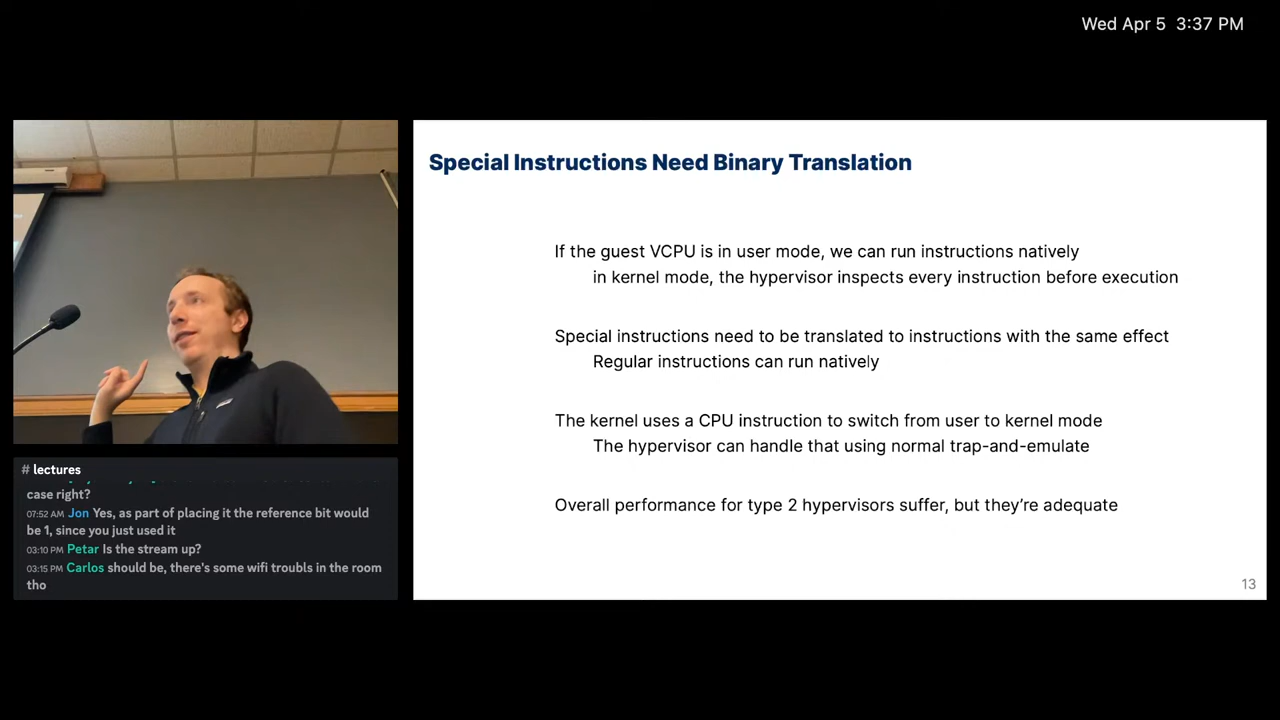 Wed Apr 5 3:37 PM
Special Instructions Need Binary Translation
If the guest VCPU is in user mode, we can run instructions natively
in kernel mode, the hypervisor inspects every instruction before execution
Special instructions need to be translated to instructions with the same effect
Regular instructions can run natively
The kernel uses a CPU instruction to switch from user to kernel mode
The hypervisor can handle that using normal trap-and-emulate
Overall performance for type 2 hypervisors suffer, but they’re adequate
13
# lectures
case right?
07:52 AM Jon Yes, as part of placing it the reference bit would
be 1, since you just used it
03:10 PM Petar Is the stream up?
03:15 PM Carlos should be, there's some wifi troubls in the room
tho